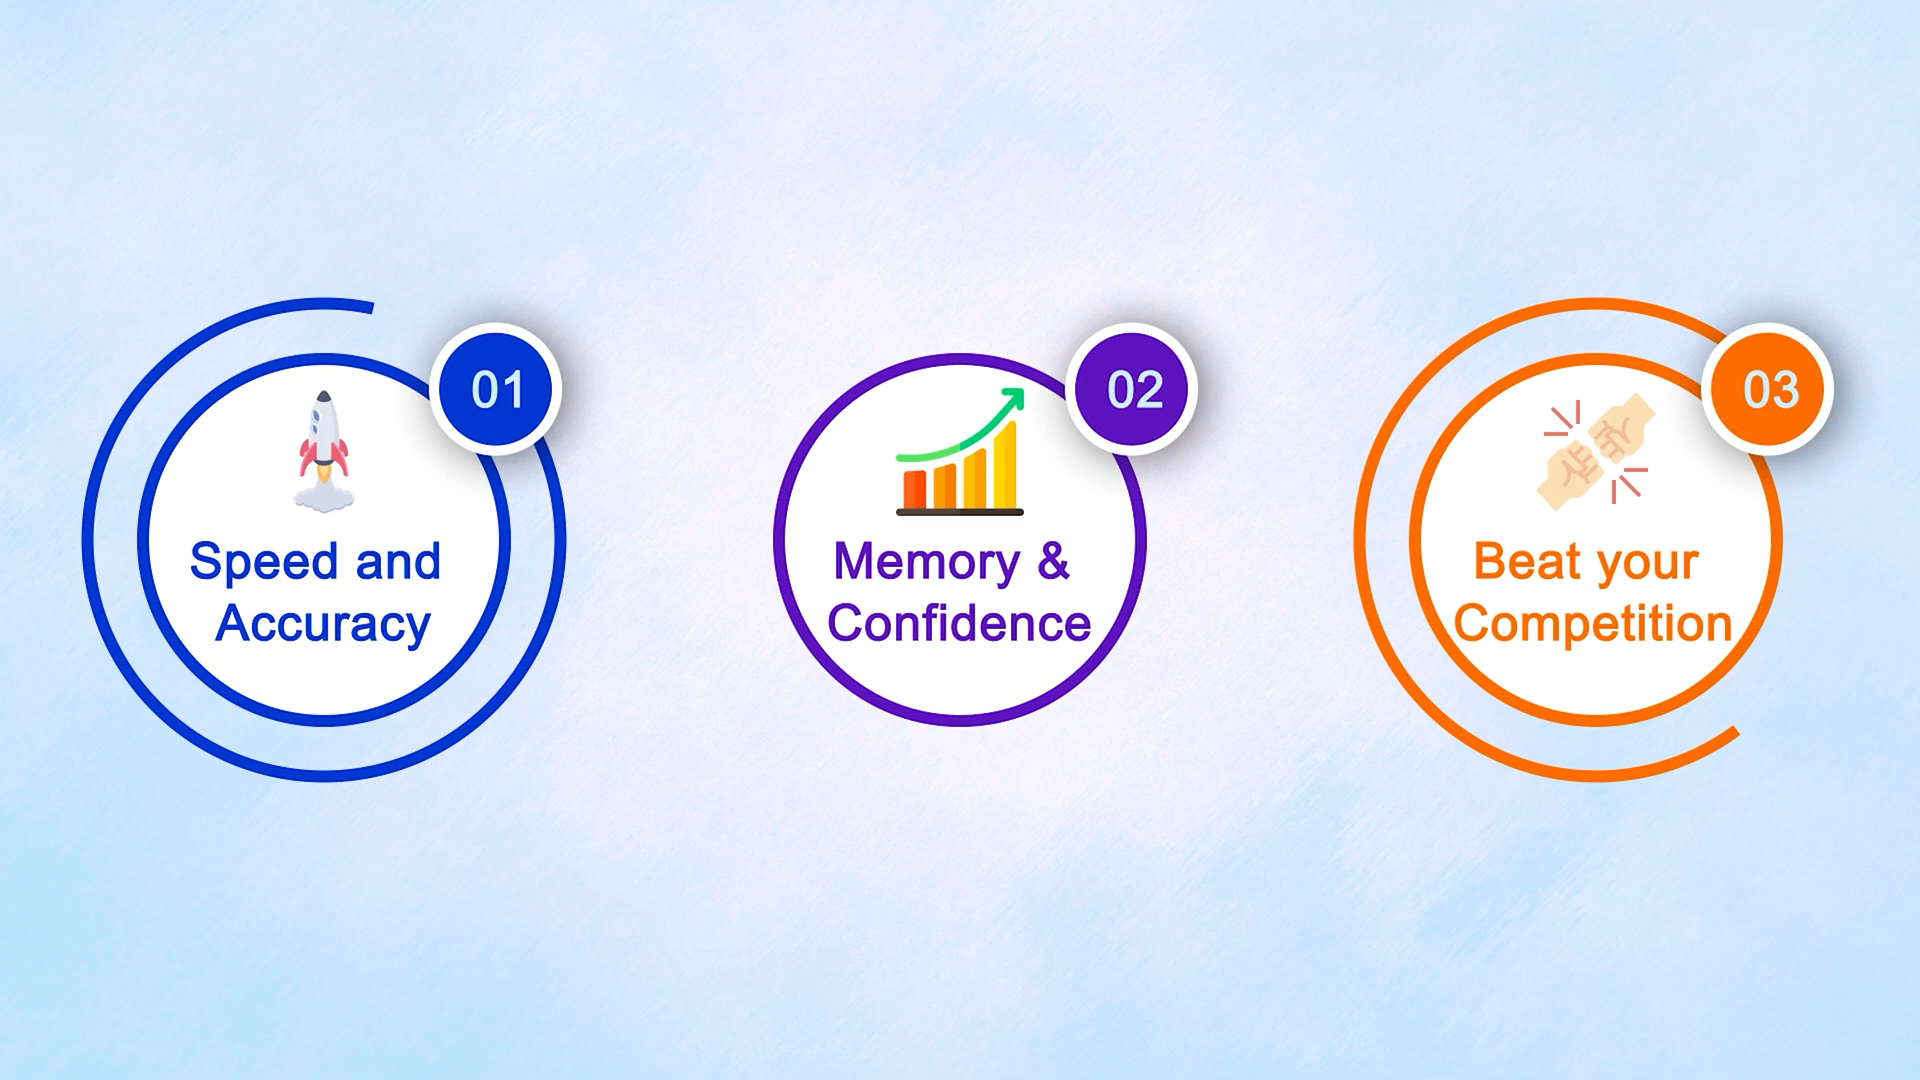 01
Speed and
Accuracy
02
Memory &
Confidence
03
Beat your
Competition